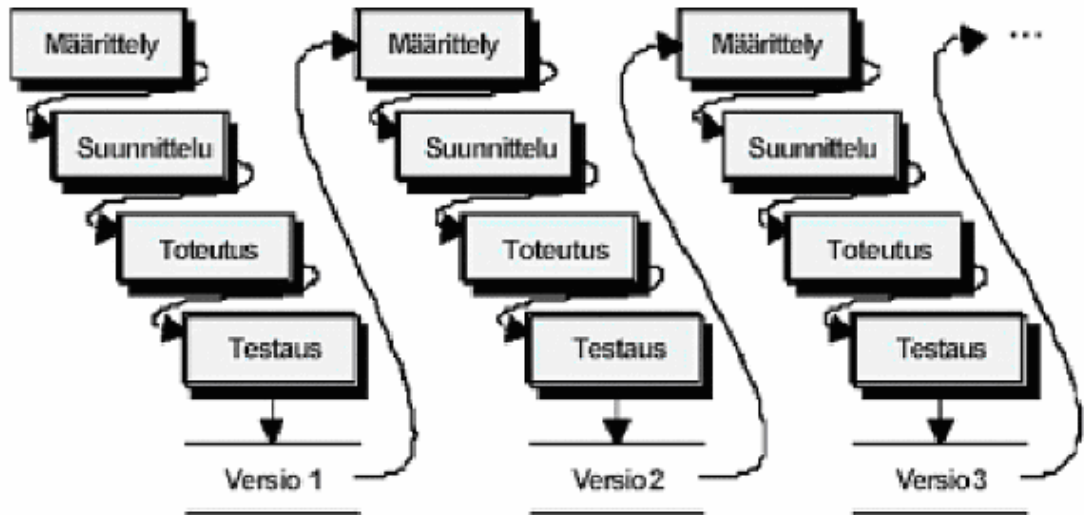 Määrittely
Suunnittelu
Toteutus
Testaus
Versio 1
Määrittely
Suunnittelu
Toteutus
Testaus
Versio 2
Määrittely
Suunnittelu
Toteutus
Testaus
Versio 3
...